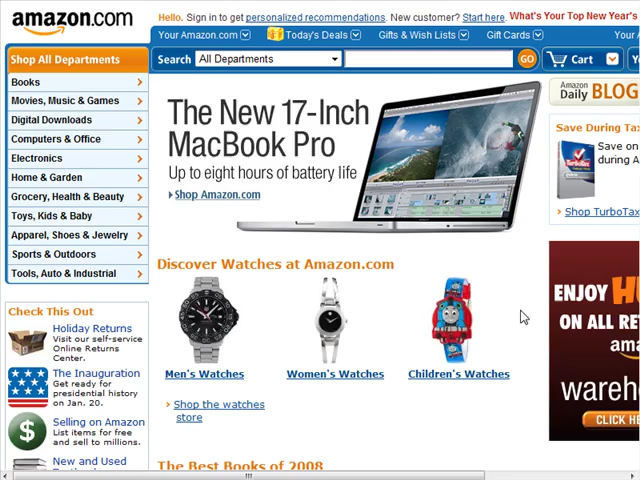 amazon.com
Hello. Sign in to get personalized recommendations. New customer? Start here. What's Your Top New Year's
Your Amazon.com Today's Deals Gifts & Wish Lists Gift Cards Your A
Shop All Departments
Search All Departments GO Cart Yo
Books
Movies, Music & Games
Digital Downloads
Computers & Office
Electronics
Home & Garden
Grocery, Health & Beauty
Toys, Kids & Baby
Apparel, Shoes & Jewelry
Sports & Outdoors
Tools, Auto & Industrial
Check This Out
Holiday Returns
Visit our self-service
Online Returns
Center.
The Inauguration
Get ready for
presidential history
on Jan. 20.
Selling on Amazon
List items for free
and sell to millions.
New and Used
The New 17-Inch
MacBook Pro
Up to eight hours of battery life
Shop Amazon.com
Discover Watches at Amazon.com
Men's Watches
Women's Watches
Children's Watches
Shop the watches
store
The Best Books of 2008
Amazon
Daily BLOG
Save During Tax
Save on
during A
TurboTax
Shop TurboTax
ENJOY HU
ON ALL RE
amaz
wareh
CLICK HE